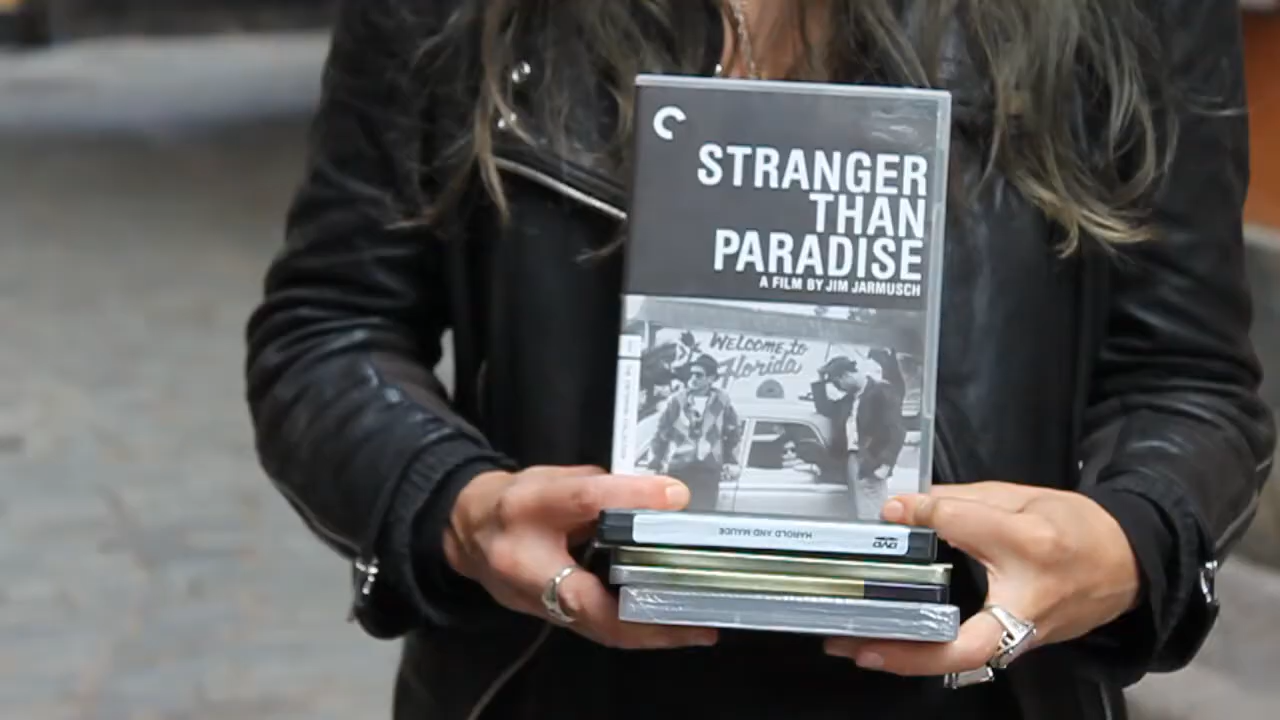 STRANGER
THAN
PARADISE
A FILM BY JIM JARMUSCH
WELCOME to
Florida
HAROLD AND MAUDE
DVD